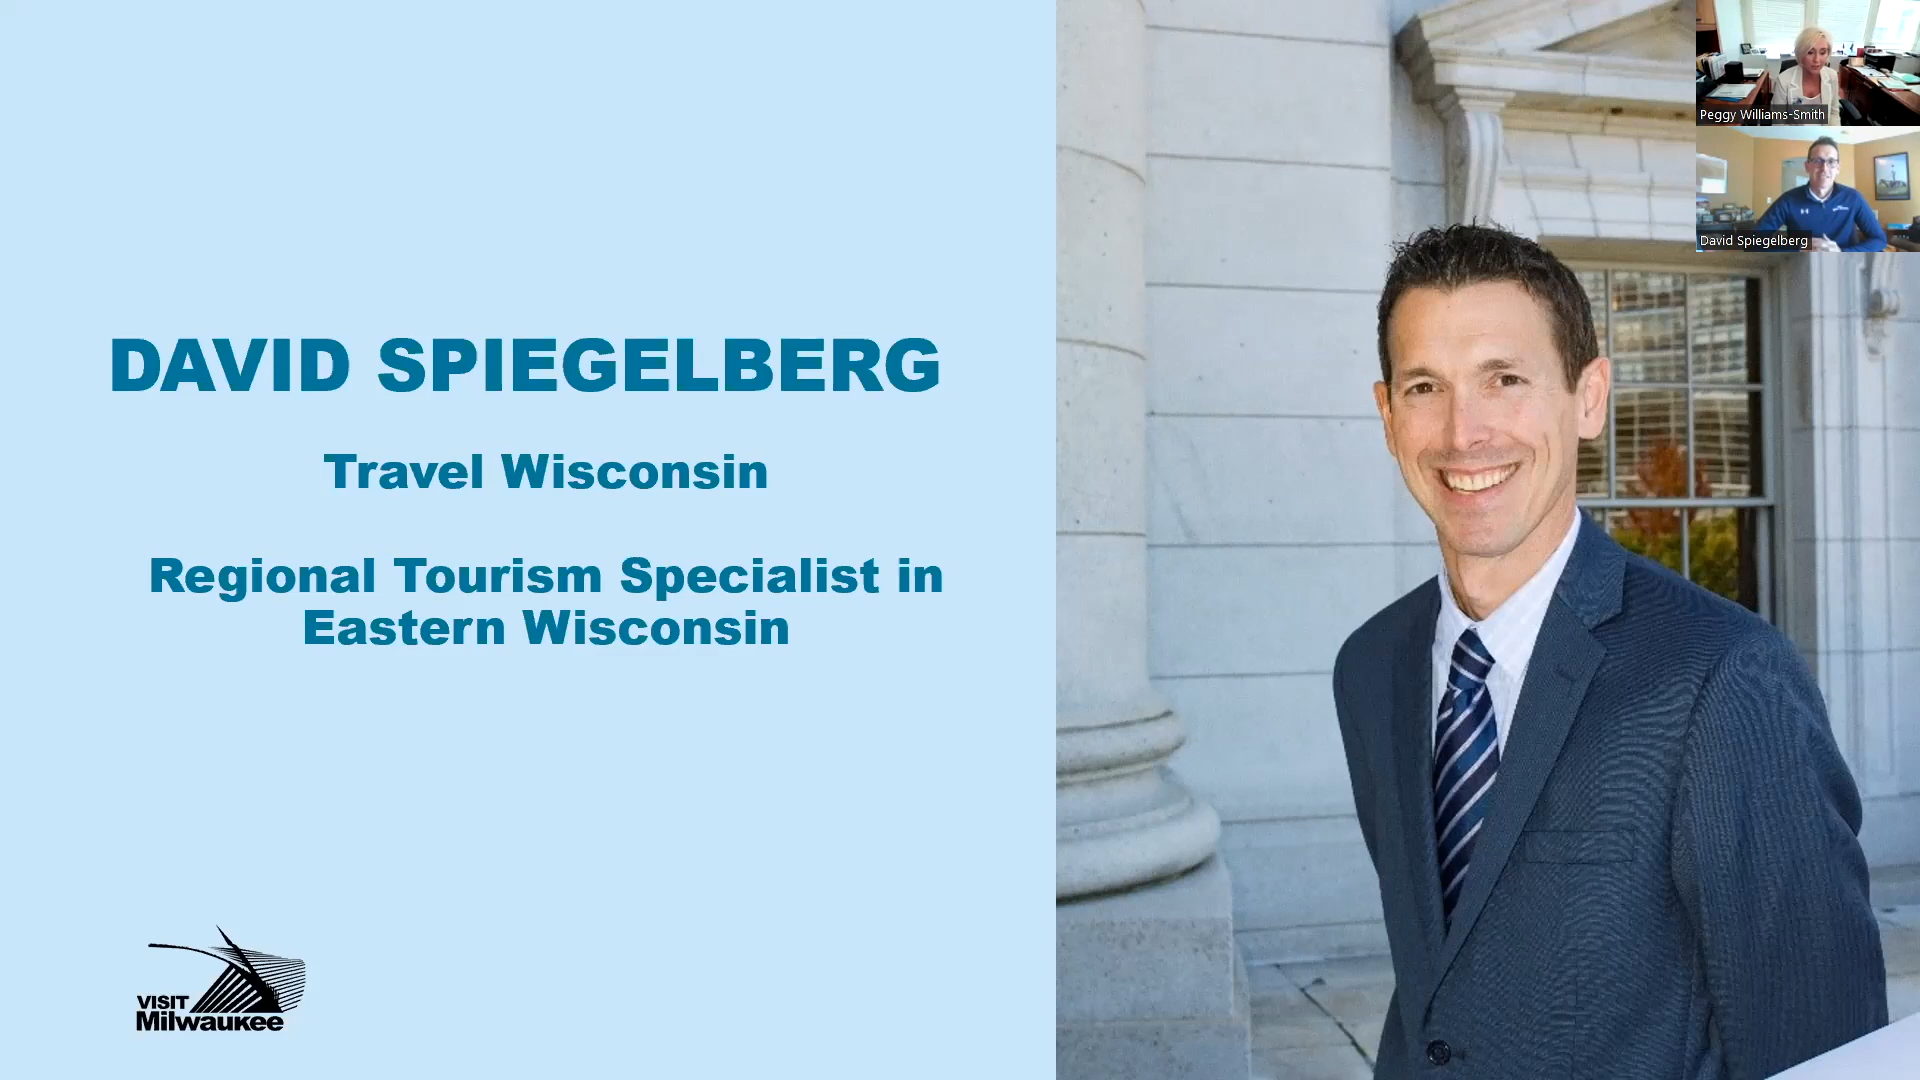 DAVID SPIEGELBERG
Travel Wisconsin
Regional Tourism Specialist in
Eastern Wisconsin
VISIT
Milwaukee
Peggy Williams-Smith
David Spiegelberg